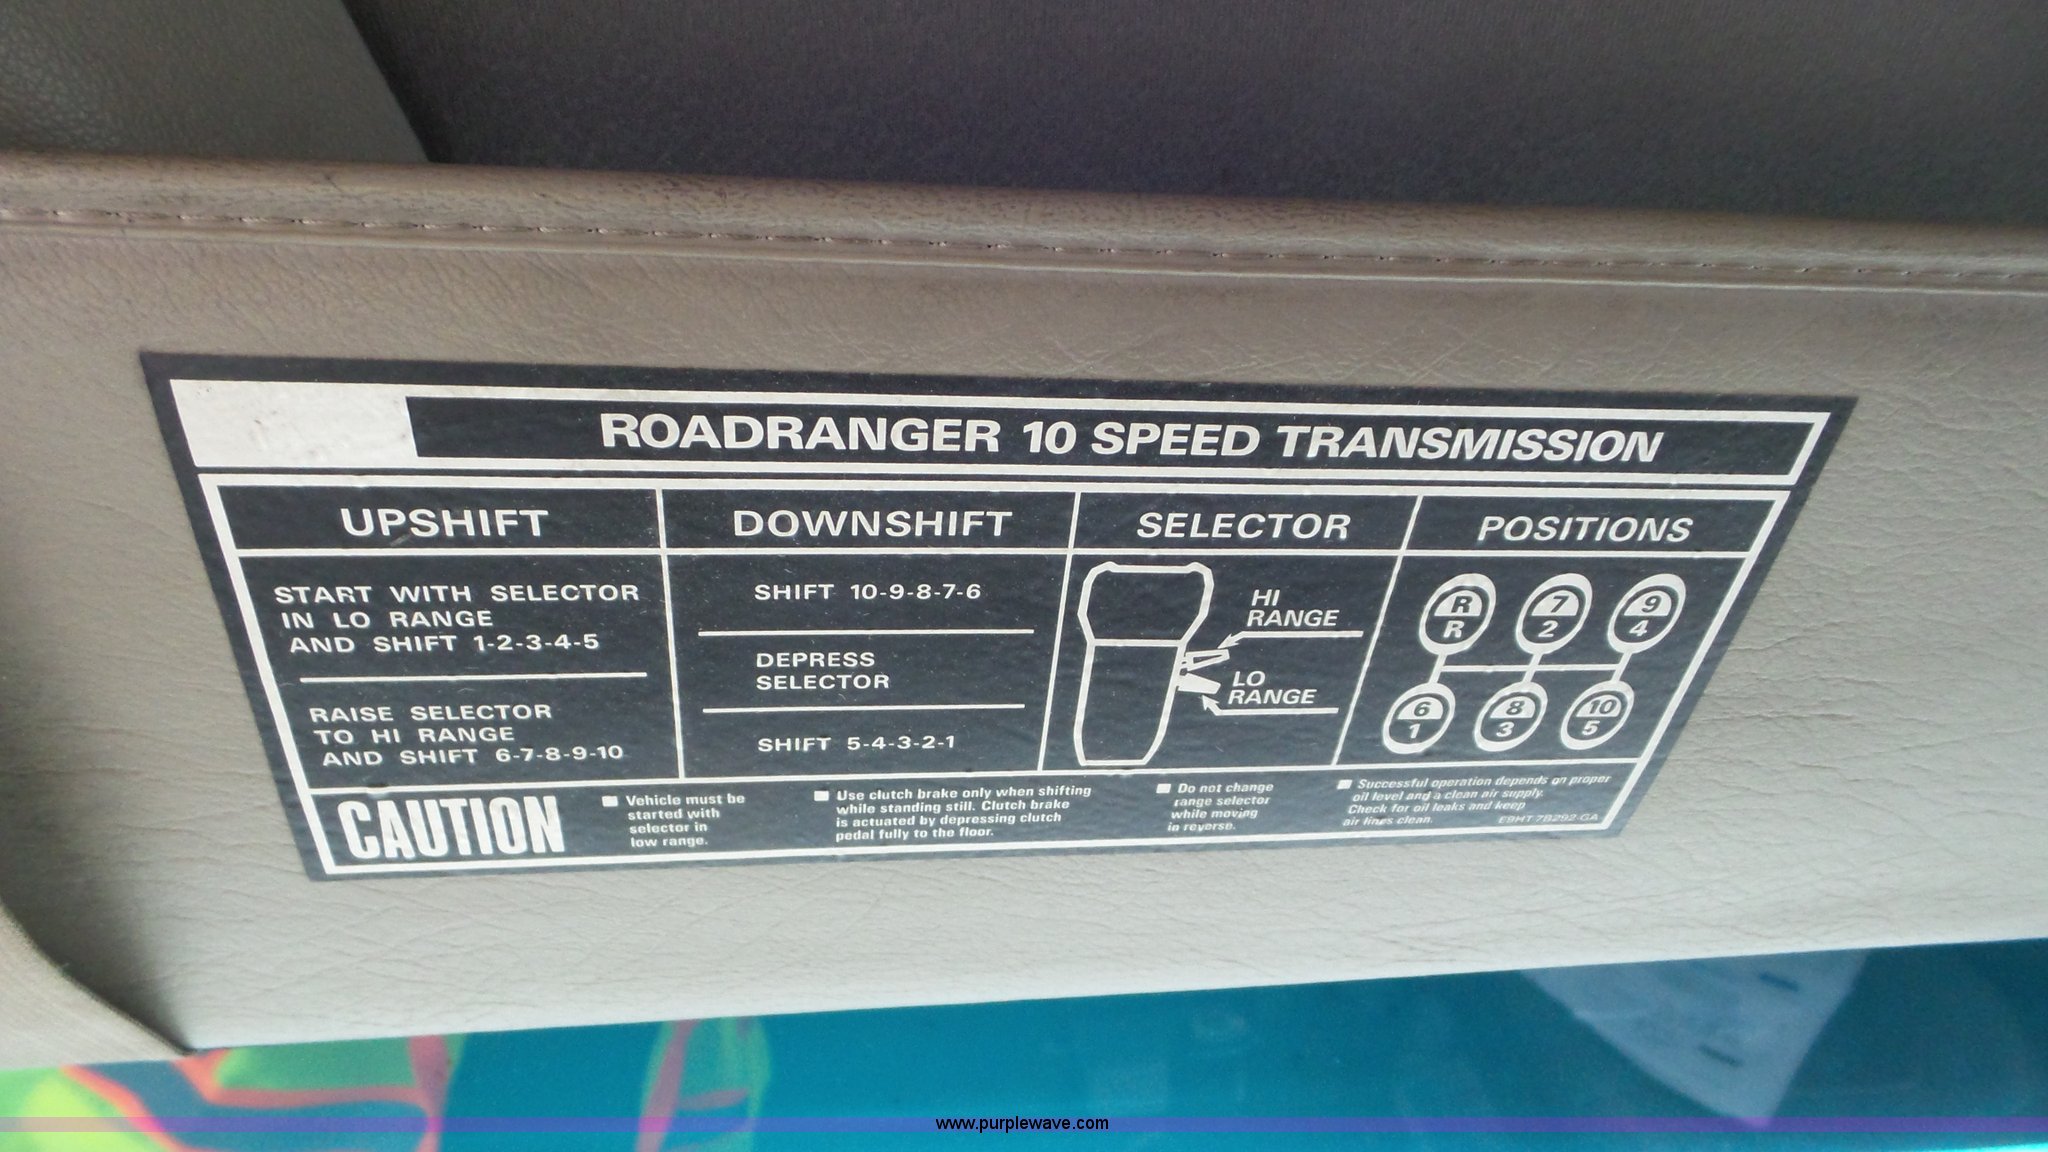 ROADRANGER 10 SPEED TRANSMISSION
UPSHIFT
START WITH SELECTOR
IN LO RANGE
AND SHIFT 1-2-3-4-5
RAISE SELECTOR
TO HI RANGE
AND SHIFT 6-7-8-9-10
DOWNSHIFT
SHIFT 10-9-8-7-6
DEPRESS
SELECTOR
SHIFT 5-4-3-2-1
SELECTOR
HI
RANGE
LO
RANGE
POSITIONS
R 7 9
R 2 4
6 8 10
1 3 5
CAUTION
Vehicle must be
started with
selector in
low range.
Use clutch brake only when shifting
while standing still. Clutch brake
is actuated by depressing clutch
pedal fully to the floor.
Do not change
range selector
while moving
in reverse.
Successful operation depends on proper
oil level and a clean air supply.
Check for oil leaks and keep
air lines clean.
E9HT-7B292-GA
www.purplewave.com